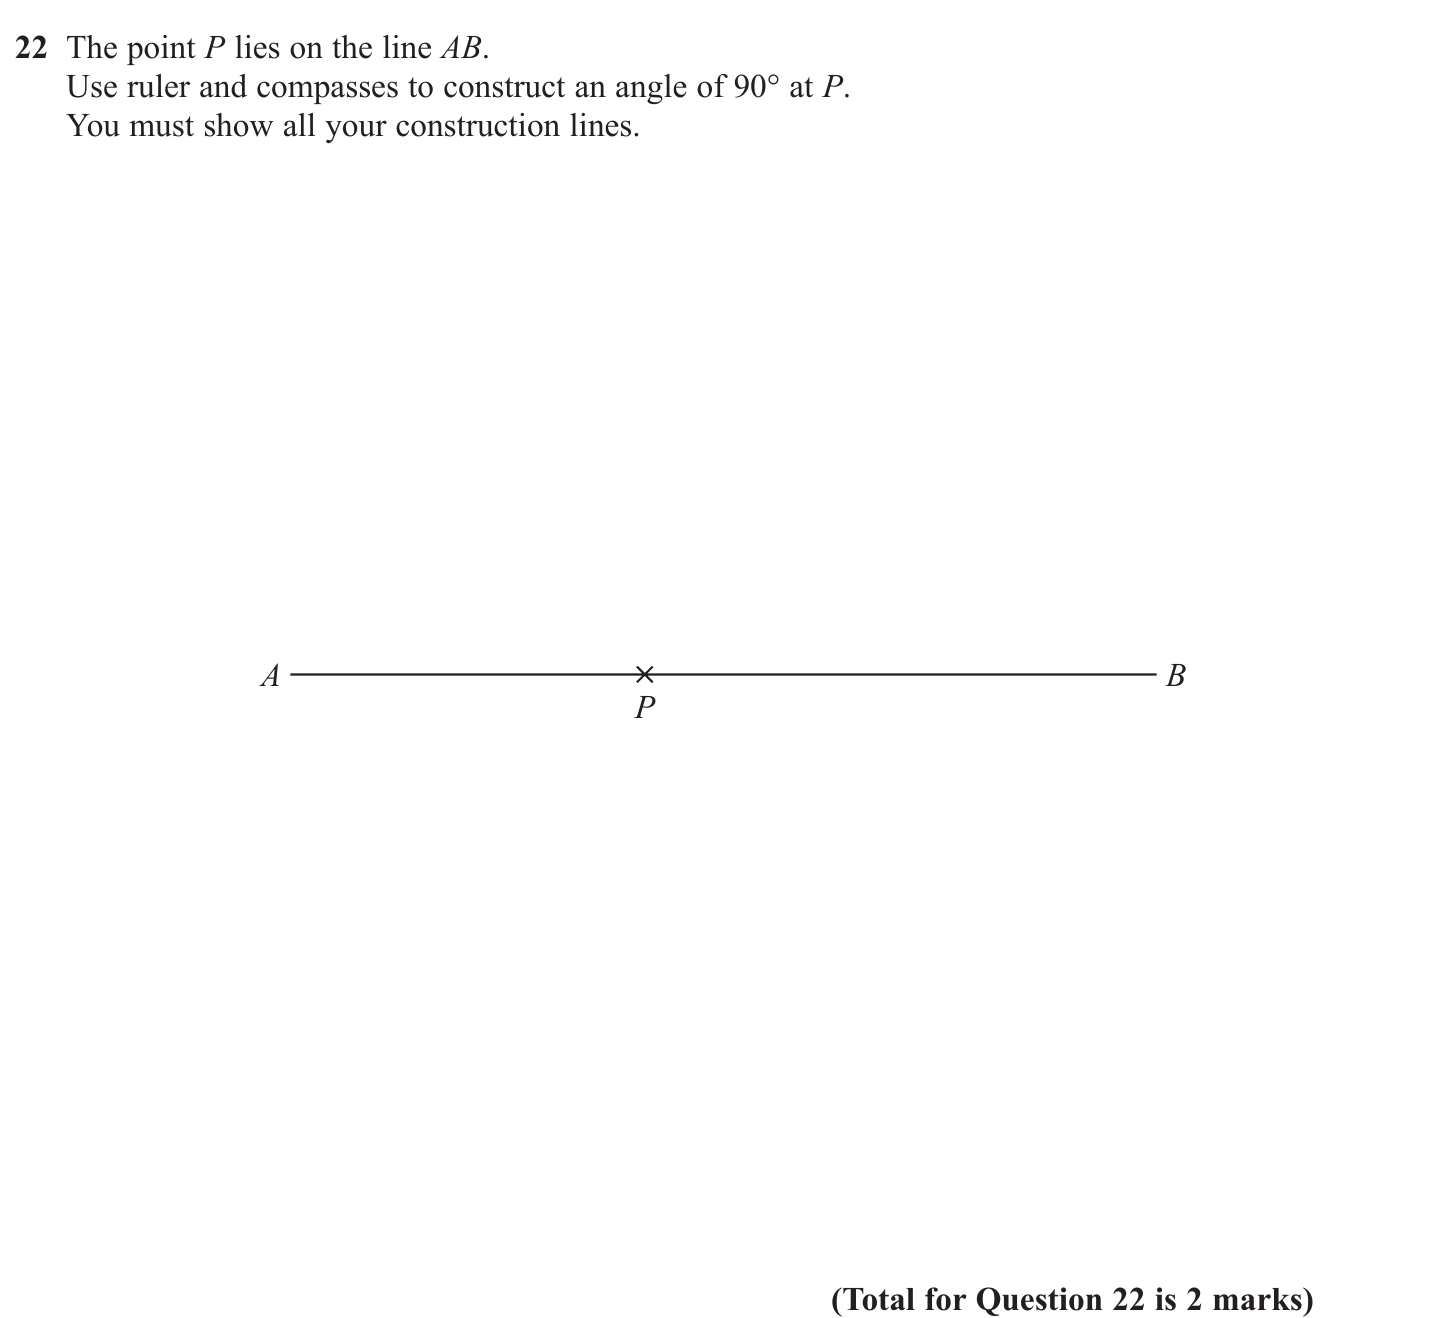 22 The point P lies on the line AB.
Use ruler and compasses to construct an angle of 90° at P.
You must show all your construction lines.
A
B
P
(Total for Question 22 is 2 marks)